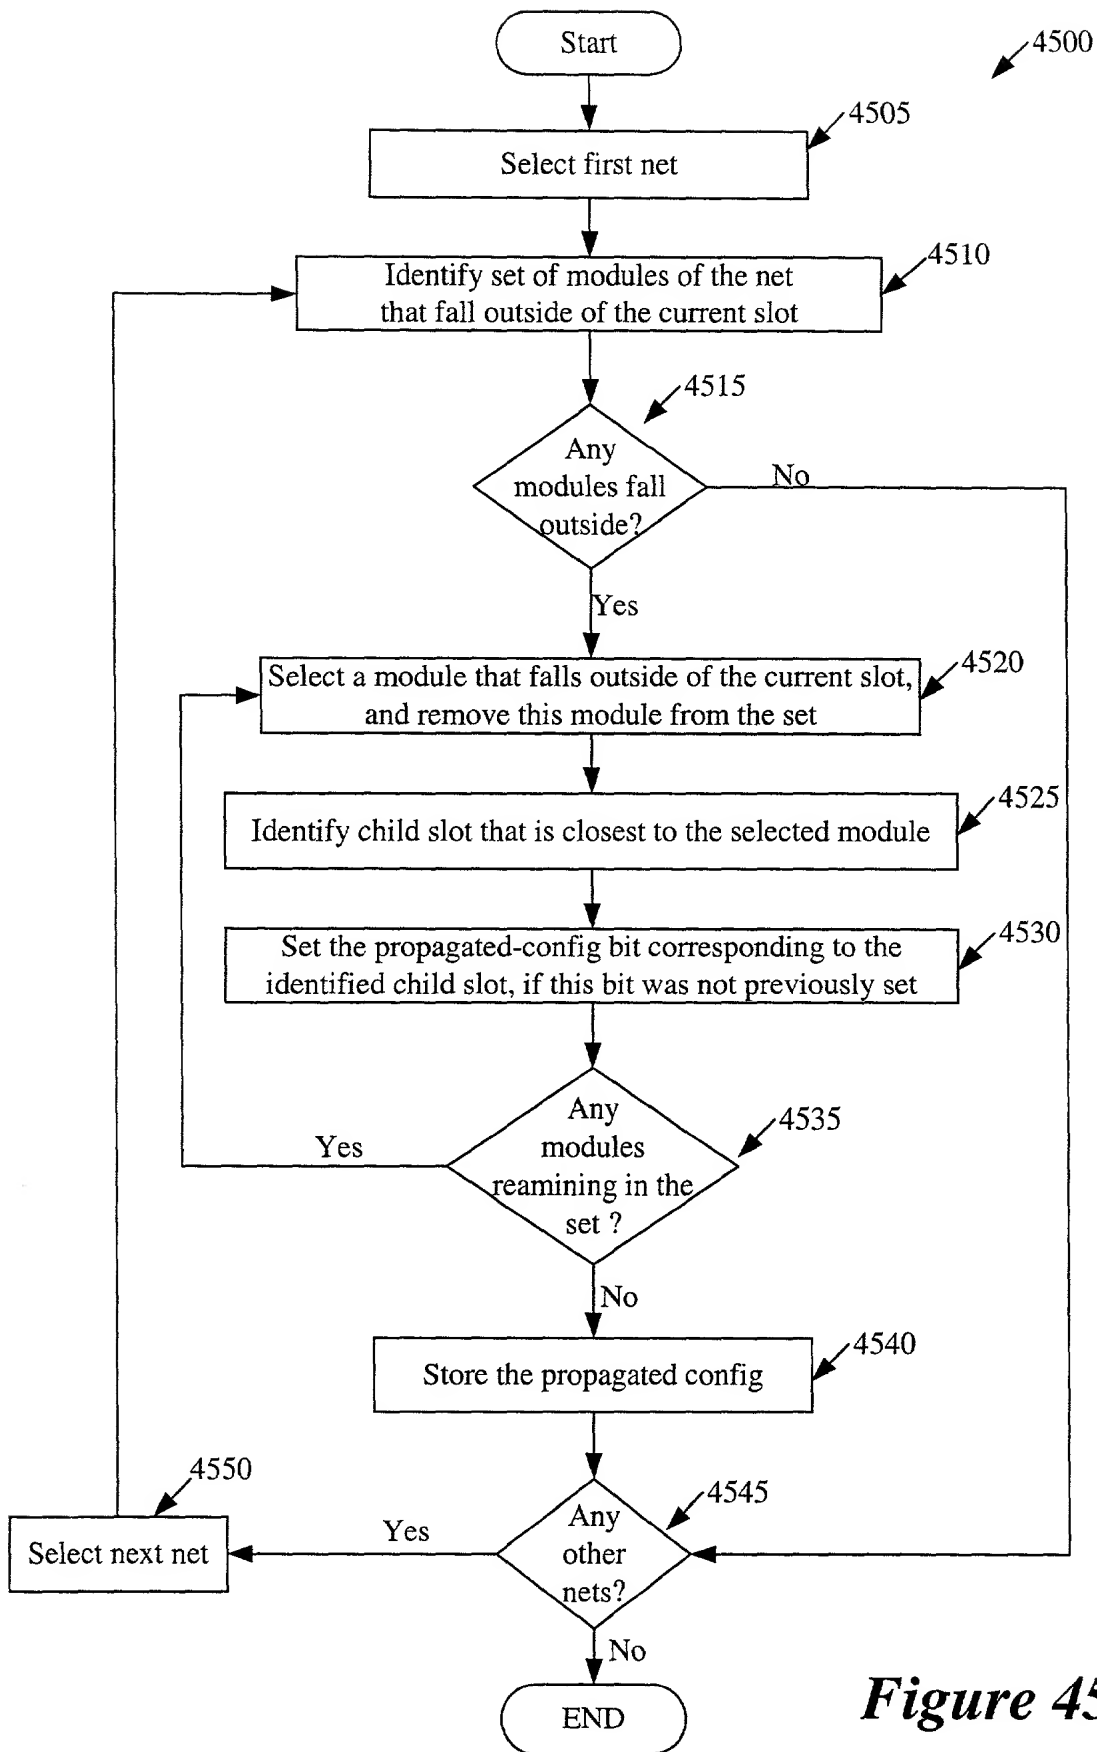 Start
4500
4505
Select first net
4510
Identify set of modules of the net
that fall outside of the current slot
4515
Any
modules fall
outside?
No
Yes
4520
Select a module that falls outside of the current slot,
and remove this module from the set
4525
Identify child slot that is closest to the selected module
4530
Set the propagated-config bit corresponding to the
identified child slot, if this bit was not previously set
4535
Any
modules
reamining in the
set ?
Yes
No
4540
Store the propagated config
4550
4545
Any
other
nets?
Yes
Select next net
No
END
Figure 45